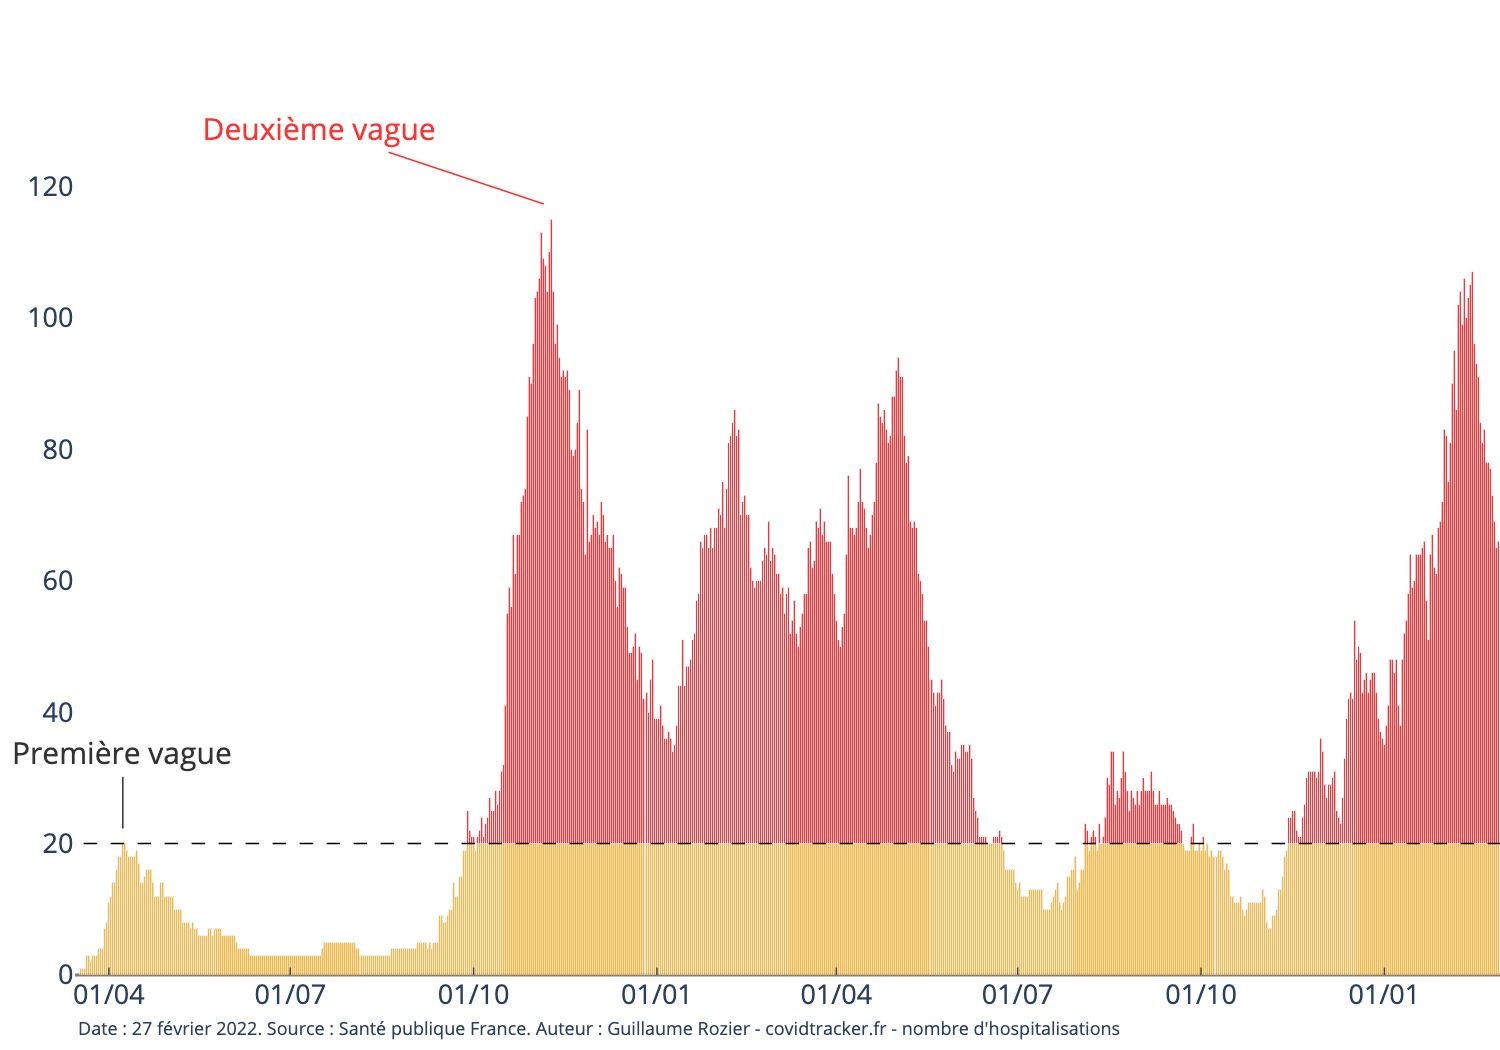 Deuxième vague
120
100
80
60
40
Première vague
20
0
01/04 01/07 01/10 01/01 01/04 01/07 01/10 01/01
Date : 27 février 2022. Source : Santé publique France. Auteur : Guillaume Rozier - covidtracker.fr - nombre d'hospitalisations